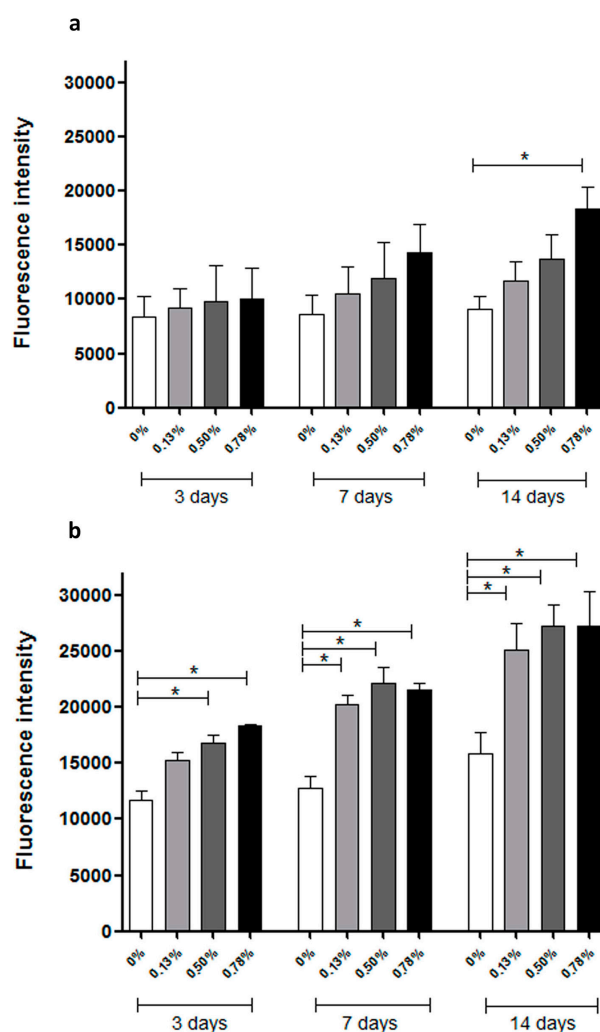 a
Fluorescence intensity
30000
25000
20000
15000
10000
5000
0
*
0% 0,13% 0,50% 0,78% 0% 0,13% 0,50% 0,78% 0% 0,13% 0,50% 0,78%
3 days 7 days 14 days
b
Fluorescence intensity
30000
25000
20000
15000
10000
5000
0
* *
* * *
* * *
0% 0,13% 0,50% 0,78% 0% 0,13% 0,50% 0,78% 0% 0,13% 0,50% 0,78%
3 days 7 days 14 days